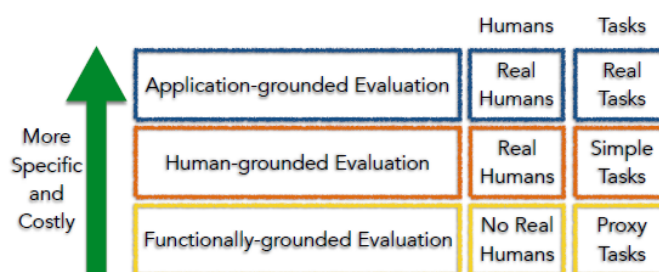 Humans Tasks
Application-grounded Evaluation
Real
Humans
Real
Tasks
More
Specific
and
Costly
Human-grounded Evaluation
Real
Humans
Simple
Tasks
Functionally-grounded Evaluation
No Real
Humans
Proxy
Tasks